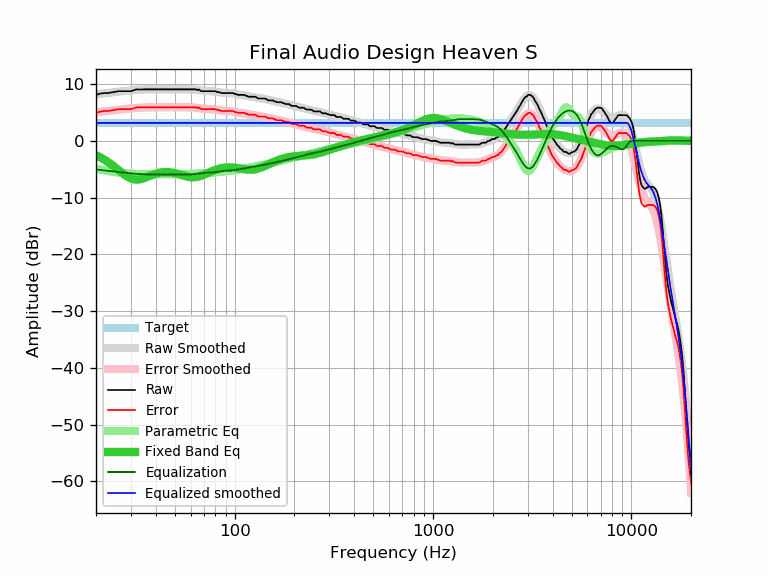 Final Audio Design Heaven S
Amplitude (dBr)
10
0
−10
−20
−30
−40
−50
−60
Target
Raw Smoothed
Error Smoothed
Raw
Error
Parametric Eq
Fixed Band Eq
Equalization
Equalized smoothed
100 1000 10000
Frequency (Hz)